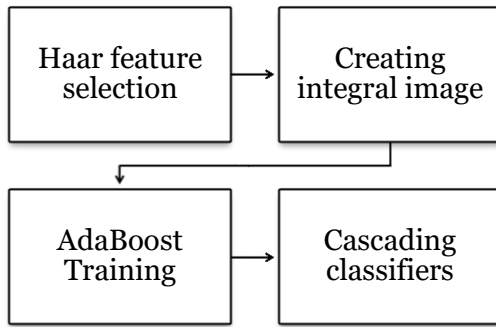 Haar feature
selection
Creating
integral image
AdaBoost
Training
Cascading
classifiers